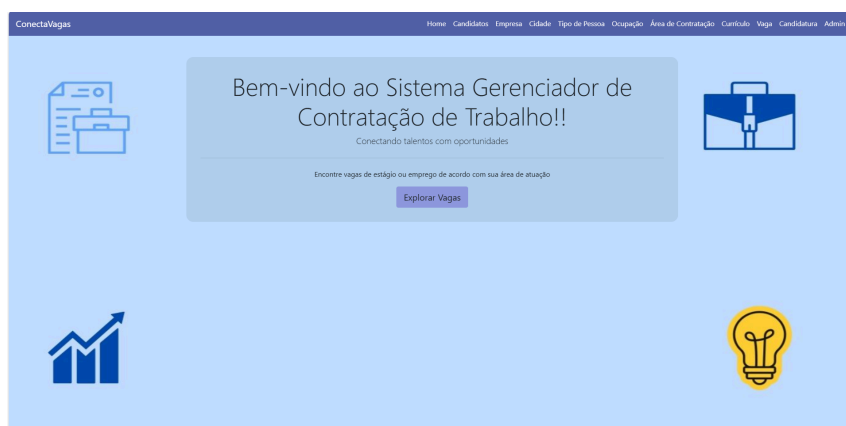 ConectaVagas
Home Candidatos Empresa Cidade Tipo de Pessoa Ocupação Área de Contratação Currículo Vaga Candidatura Admin
Bem-vindo ao Sistema Gerenciador de
Contratação de Trabalho!!
Conectando talentos com oportunidades
Encontre vagas de estágio ou emprego de acordo com sua área de atuação
Explorar Vagas